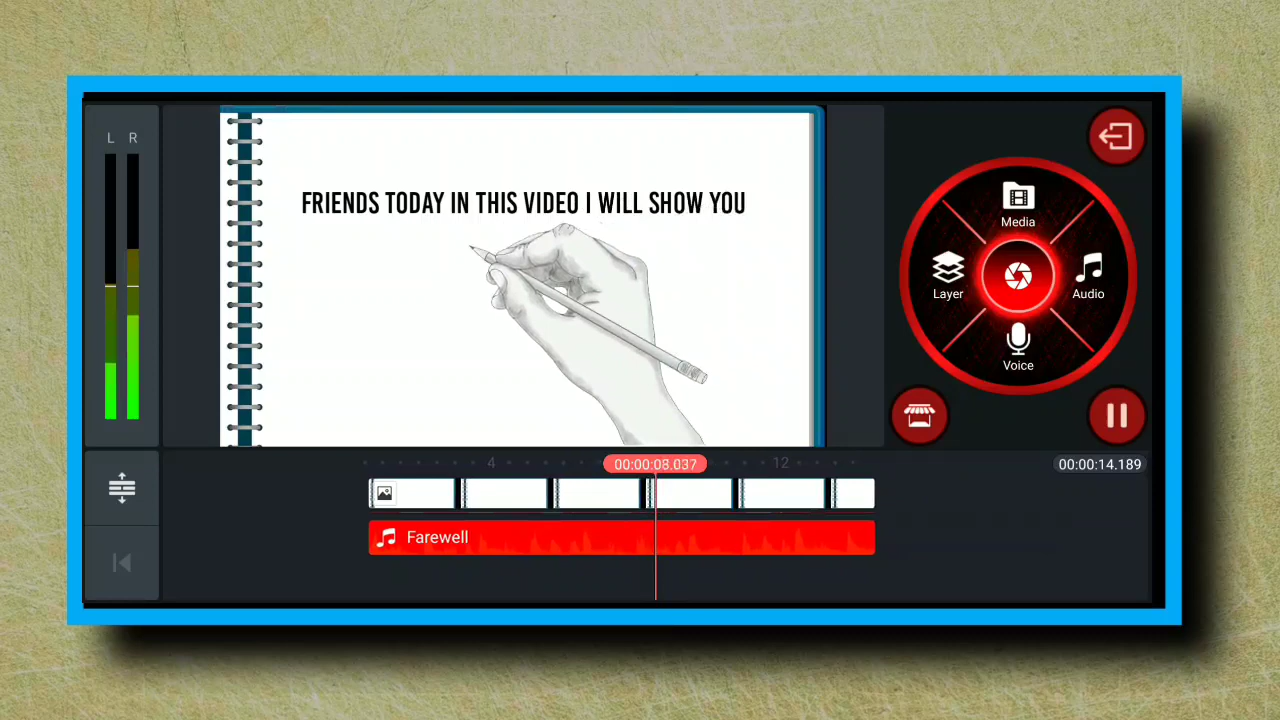 L R
FRIENDS TODAY IN THIS VIDEO I WILL SHOW YOU
Media
Layer
Audio
Voice
4
00:00:08.037
12
00:00:14.189
Farewell